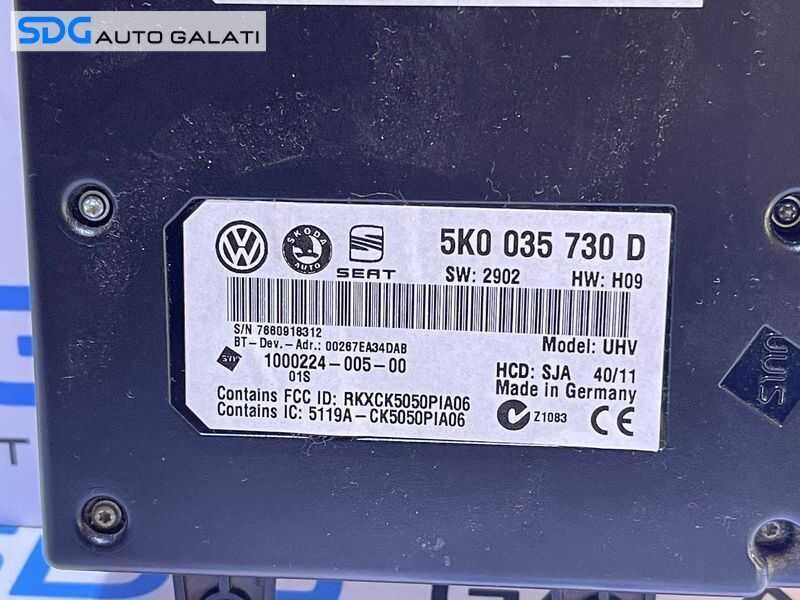 SDG AUTO GALATI
SKODA
AUTO
SEAT
5K0 035 730 D
SW: 2902 HW: H09
S/N 7660918312
BT-Dev.-Adr.: 00267EA34DAB
Model: UHV
1000224-005-00
01S
HCD: SJA 40/11
Made in Germany
Contains FCC ID: RKXCK5050PIA06
Contains IC: 5119A-CK5050PIA06
Z1083
CE